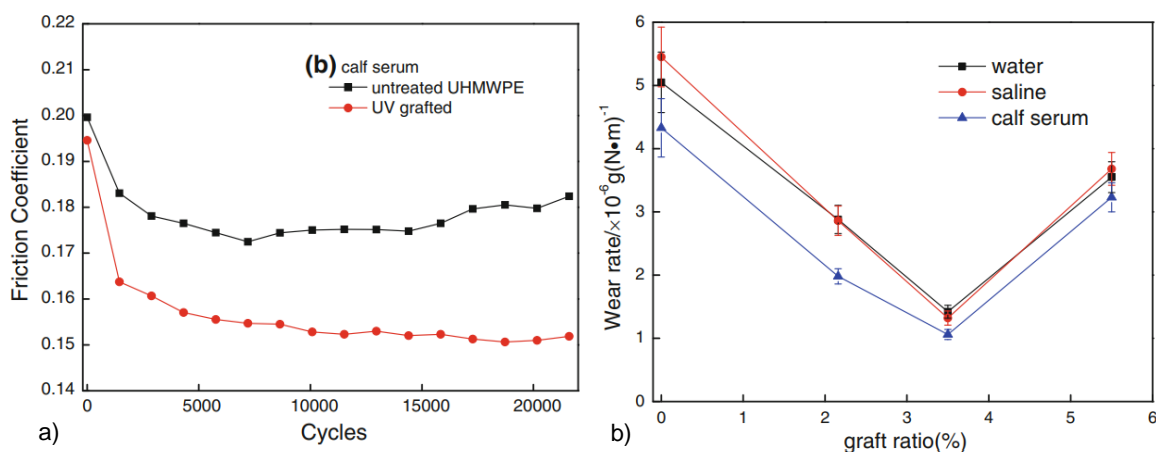 0.22
0.21
0.20
0.19
0.18
0.17
0.16
0.15
0.14
Friction Coefficient
(b) calf serum
untreated UHMWPE
UV grafted
0 5000 10000 15000 20000
Cycles
a)
6
5
4
3
2
1
0
Wear rate/×10-6g(N•m)-1
water
saline
calf serum
0 1 2 3 4 5 6
graft ratio(%)
b)